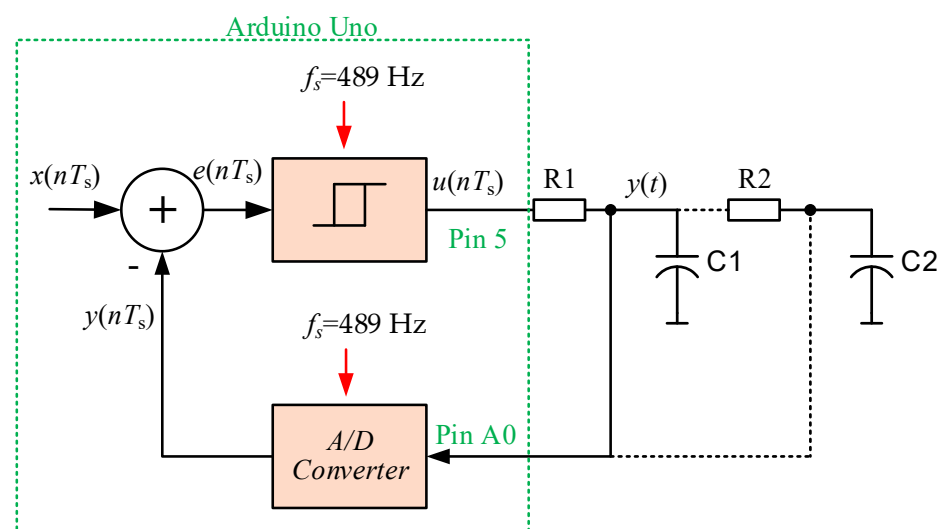 Arduino Uno
fs=489 Hz
x(nTs)
e(nTs)
u(nTs)
R1
y(t)
R2
+
Pin 5
-
C1
C2
y(nTs)
fs=489 Hz
A/D
Converter
Pin A0